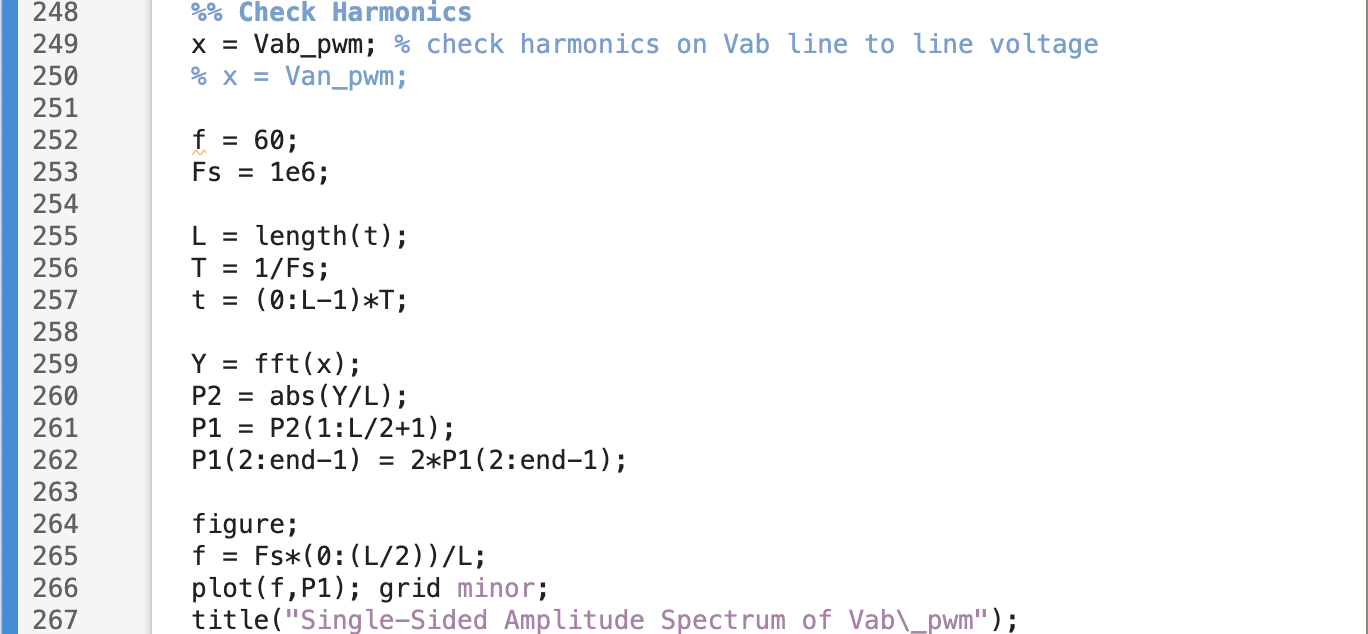 248 %% Check Harmonics
249 x = Vab_pwm; % check harmonics on Vab line to line voltage
250 % x = Van_pwm;
251
252 f = 60;
253 Fs = 1e6;
254
255 L = length(t);
256 T = 1/Fs;
257 t = (0:L-1)*T;
258
259 Y = fft(x);
260 P2 = abs(Y/L);
261 P1 = P2(1:L/2+1);
262 P1(2:end-1) = 2*P1(2:end-1);
263
264 figure;
265 f = Fs*(0:(L/2))/L;
266 plot(f,P1); grid minor;
267 title("Single-Sided Amplitude Spectrum of Vab\_pwm");